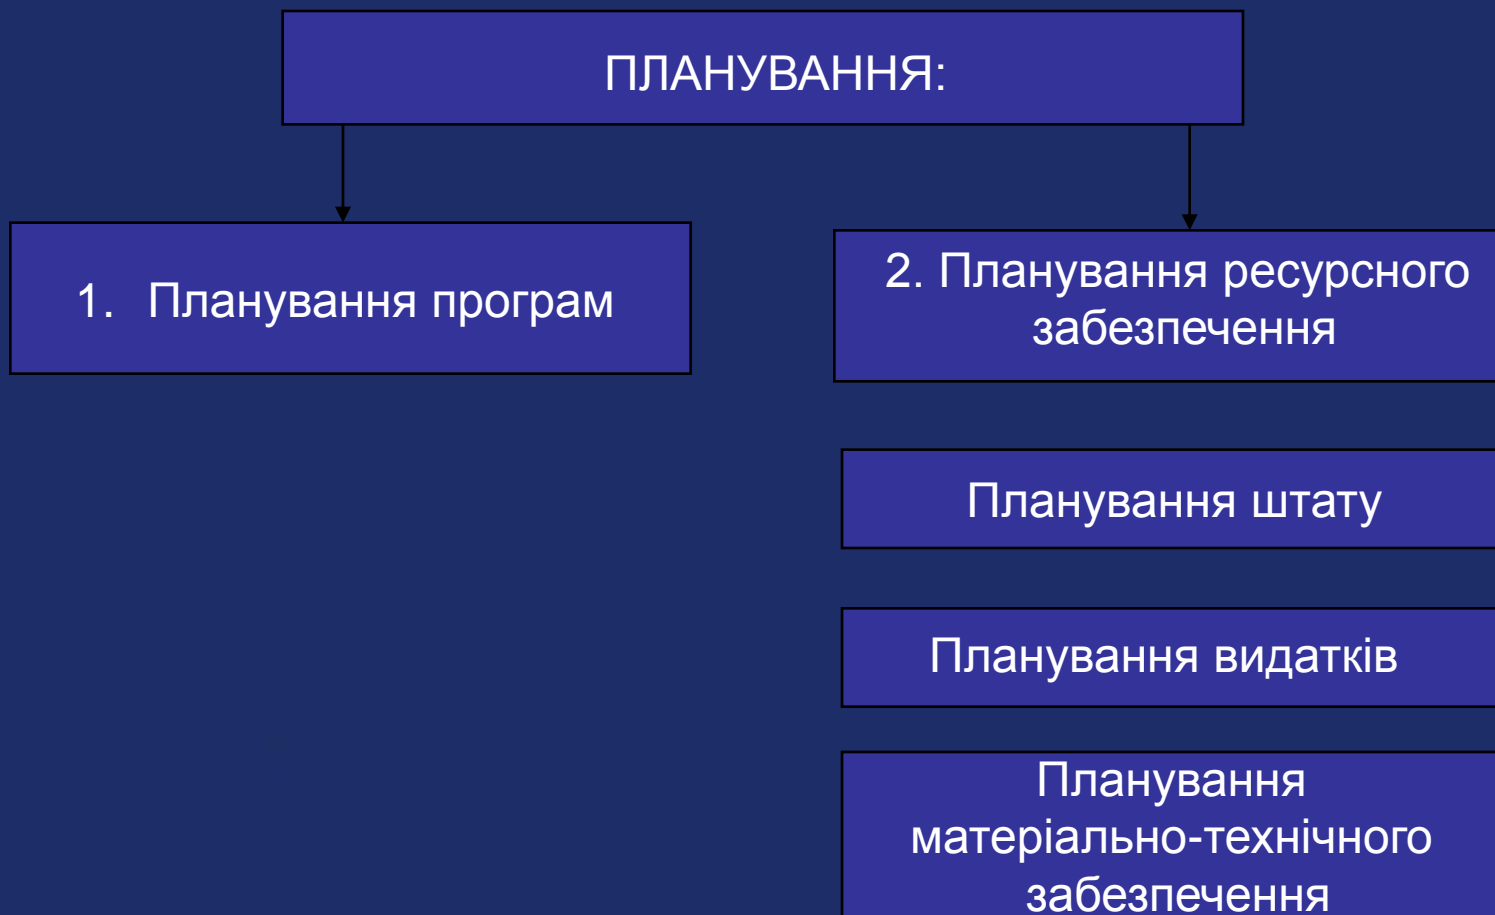 ПЛАНУВАННЯ:
1. Планування програм
2. Планування ресурсного
забезпечення
Планування штату
Планування видатків
Планування
матеріально-технічного
забезпечення